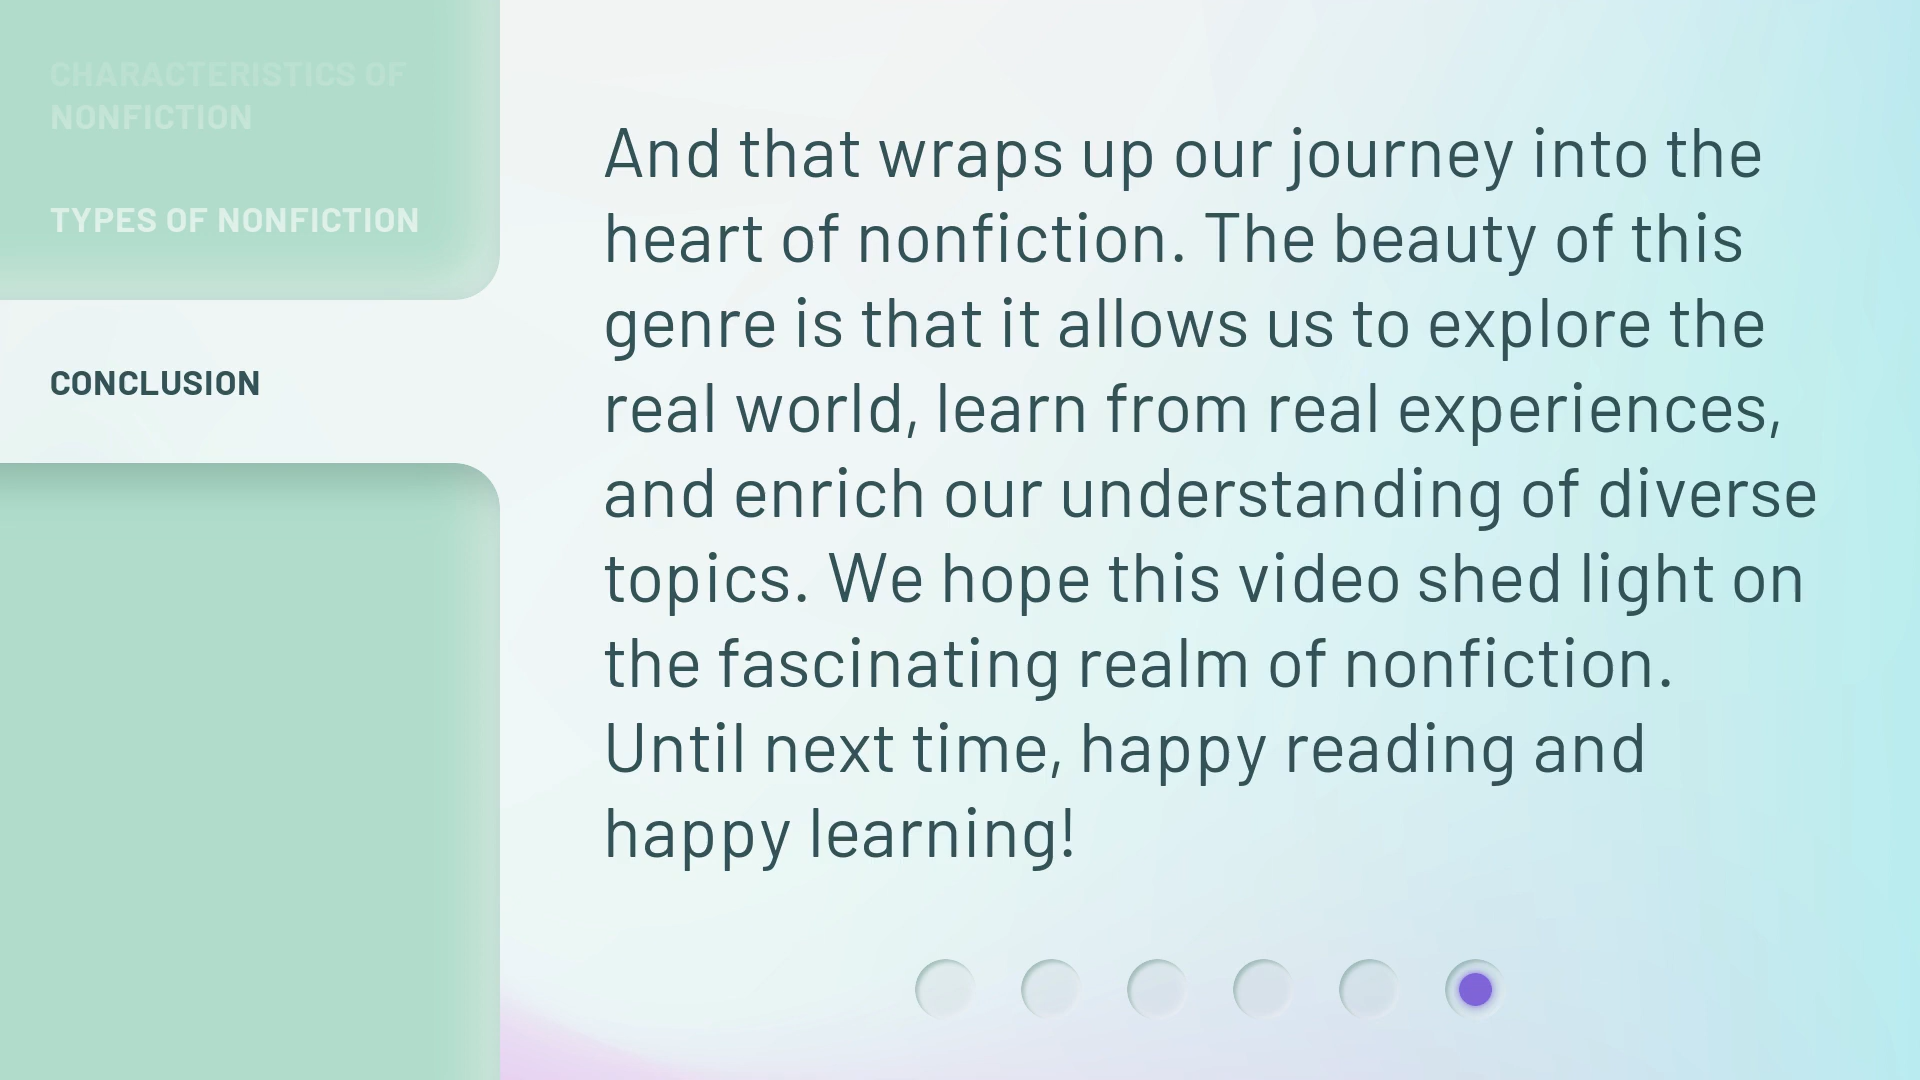 CHARACTERISTICS OF
NONFICTION
TYPES OF NONFICTION
CONCLUSION
And that wraps up our journey into the
heart of nonfiction. The beauty of this
genre is that it allows us to explore the
real world, learn from real experiences,
and enrich our understanding of diverse
topics. We hope this video shed light on
the fascinating realm of nonfiction.
Until next time, happy reading and
happy learning!